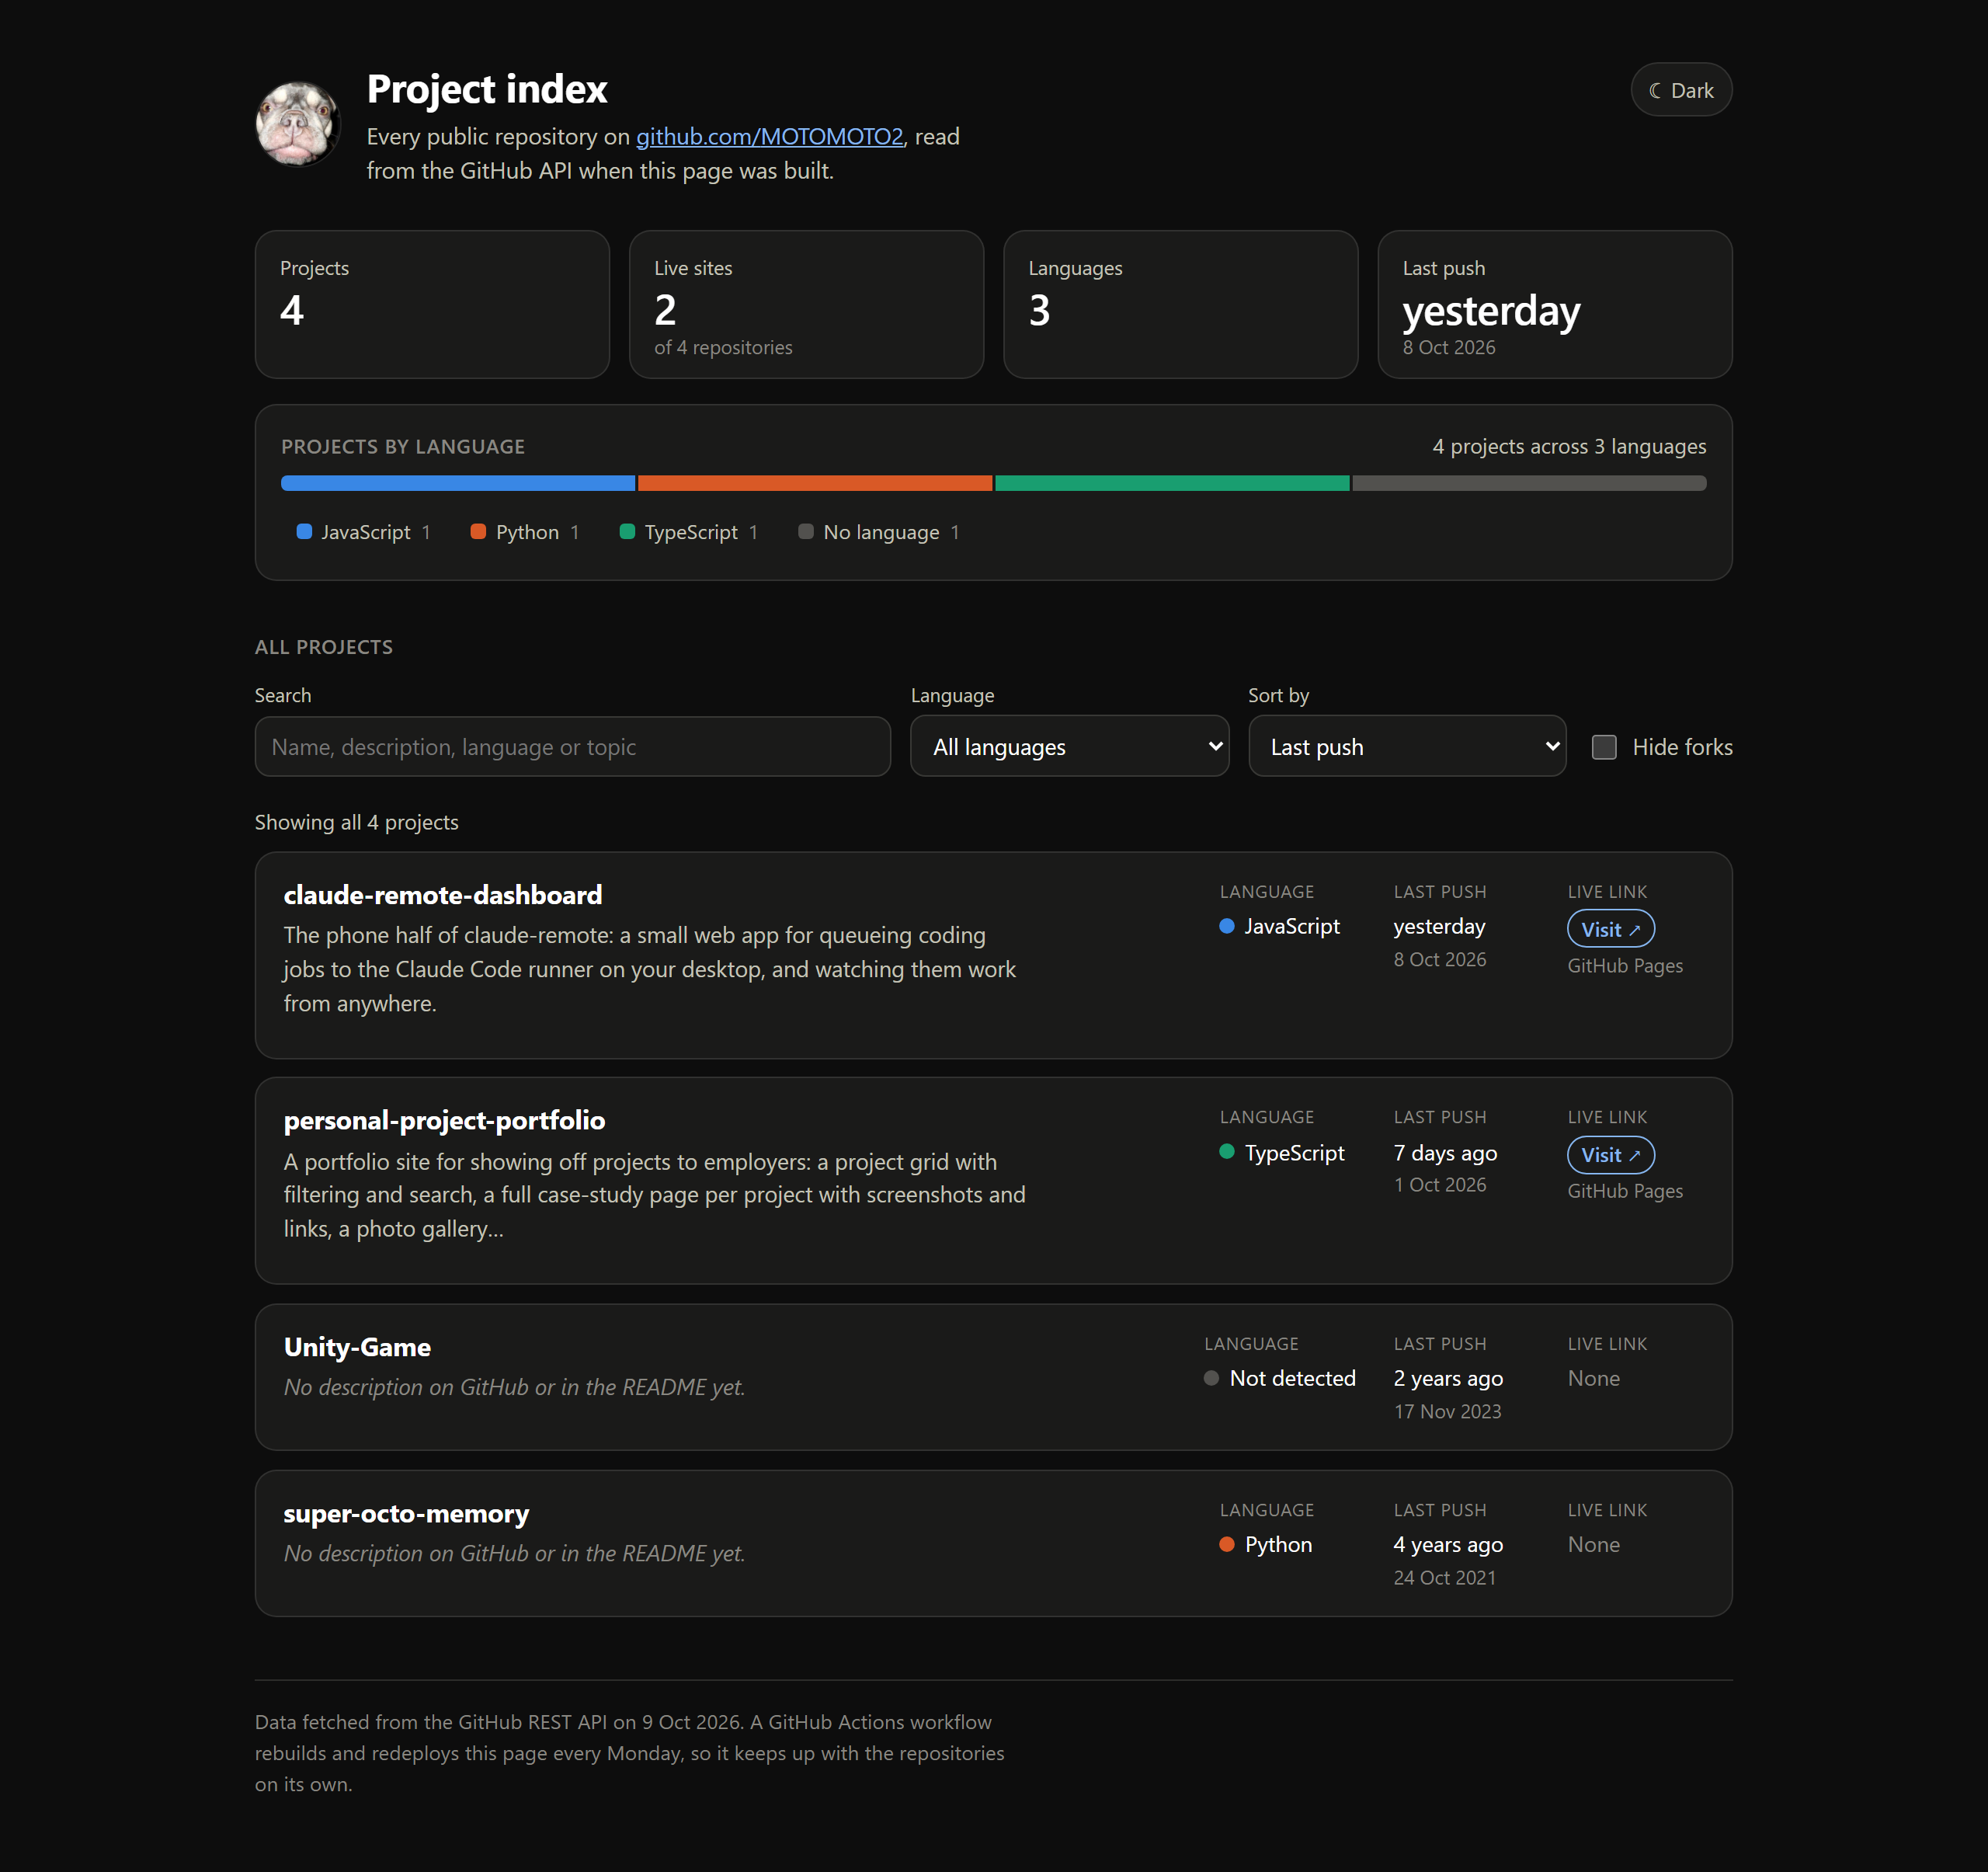 Project index
Every public repository on github.com/MOTOMOTO2, read
from the GitHub API when this page was built.
☾ Dark
Projects
4
Live sites
2
of 4 repositories
Languages
3
Last push
yesterday
8 Oct 2026
PROJECTS BY LANGUAGE
4 projects across 3 languages
JavaScript 1
Python 1
TypeScript 1
No language 1
ALL PROJECTS
Search
Name, description, language or topic
Language
All languages
Sort by
Last push
Hide forks
Showing all 4 projects
claude-remote-dashboard
The phone half of claude-remote: a small web app for queueing coding
jobs to the Claude Code runner on your desktop, and watching them work
from anywhere.
LANGUAGE
JavaScript
LAST PUSH
yesterday
8 Oct 2026
LIVE LINK
Visit ↗
GitHub Pages
personal-project-portfolio
A portfolio site for showing off projects to employers: a project grid with
filtering and search, a full case-study page per project with screenshots and
links, a photo gallery…
LANGUAGE
TypeScript
LAST PUSH
7 days ago
1 Oct 2026
LIVE LINK
Visit ↗
GitHub Pages
Unity-Game
No description on GitHub or in the README yet.
LANGUAGE
Not detected
LAST PUSH
2 years ago
17 Nov 2023
LIVE LINK
None
super-octo-memory
No description on GitHub or in the README yet.
LANGUAGE
Python
LAST PUSH
4 years ago
24 Oct 2021
LIVE LINK
None
Data fetched from the GitHub REST API on 9 Oct 2026. A GitHub Actions workflow
rebuilds and redeploys this page every Monday, so it keeps up with the repositories
on its own.